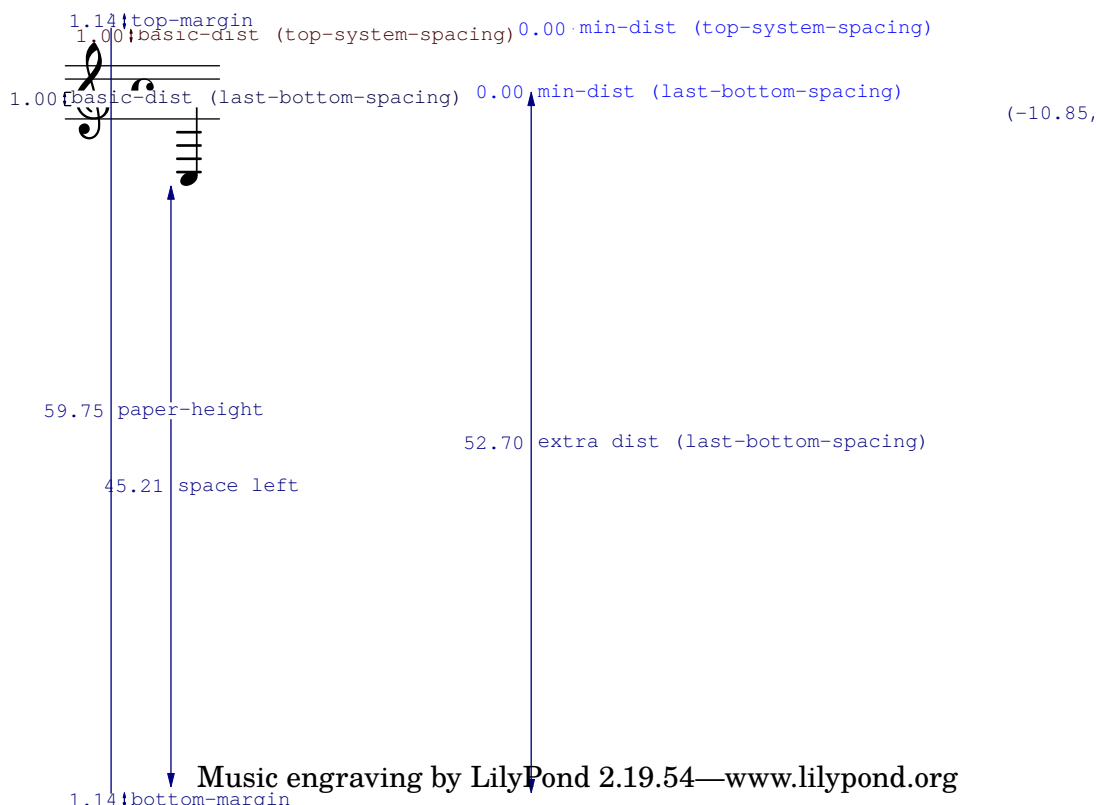 1.14 top-margin
1.00 basic-dist (top-system-spacing) 0.00 min-dist (top-system-spacing)
1.00 basic-dist (last-bottom-spacing) 0.00 min-dist (last-bottom-spacing)
(-10.85,
59.75 paper-height
52.70 extra dist (last-bottom-spacing)
45.21 space left
Music engraving by LilyPond 2.19.54—www.lilypond.org
1.14 bottom-margin